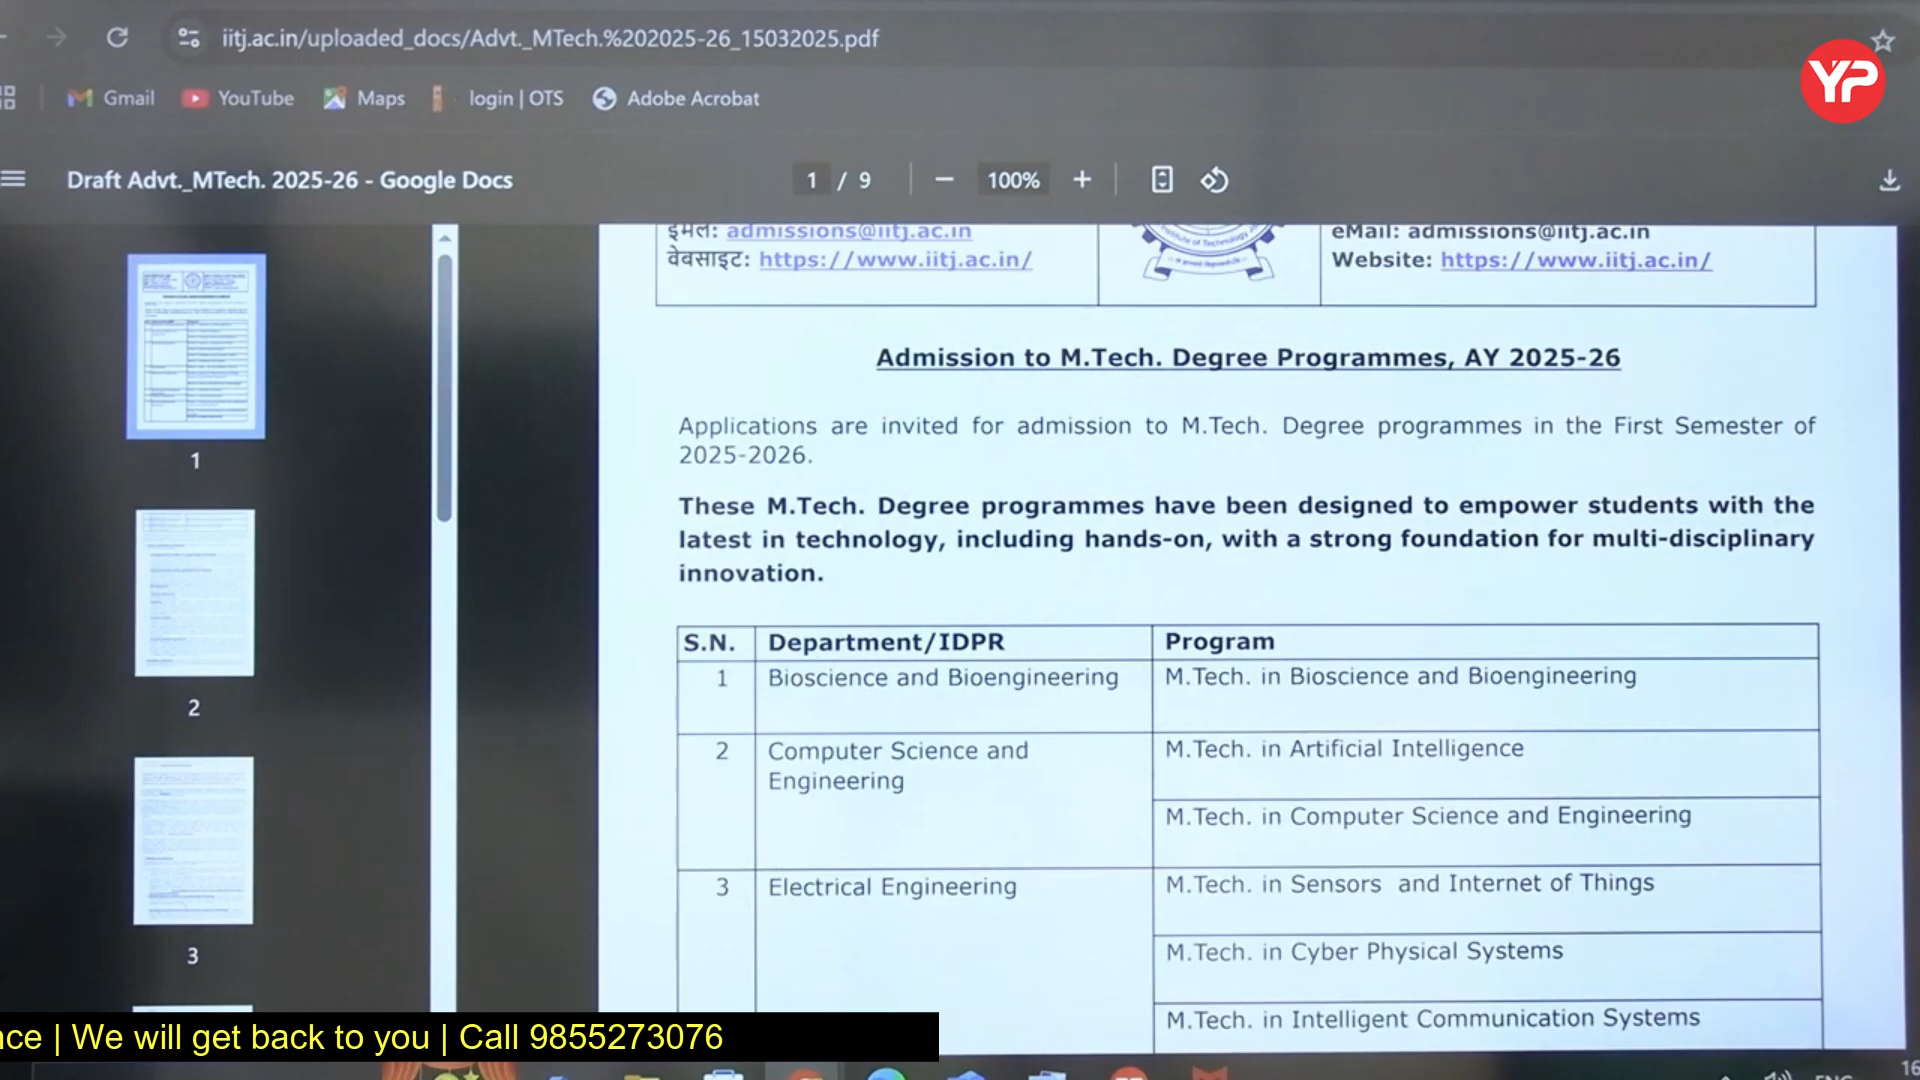 iitj.ac.in/uploaded_docs/Advt._MTech.%202025-26_15032025.pdf
YP
Gmail
YouTube
Maps
login | OTS
Adobe Acrobat
Draft Advt._MTech. 2025-26 - Google Docs
1 / 9
100%
1
2
3
ईमेल: admissions@iitj.ac.in
वेबसाइट: https://www.iitj.ac.in/
Institute of Technology
eMail: admissions@iitj.ac.in
Website: https://www.iitj.ac.in/
Admission to M.Tech. Degree Programmes, AY 2025-26
Applications are invited for admission to M.Tech. Degree programmes in the First Semester of
2025-2026.
These M.Tech. Degree programmes have been designed to empower students with the
latest in technology, including hands-on, with a strong foundation for multi-disciplinary
innovation.
S.N. Department/IDPR Program
1 Bioscience and Bioengineering M.Tech. in Bioscience and Bioengineering
2 Computer Science and M.Tech. in Artificial Intelligence
Engineering
M.Tech. in Computer Science and Engineering
3 Electrical Engineering M.Tech. in Sensors and Internet of Things
M.Tech. in Cyber Physical Systems
M.Tech. in Intelligent Communication Systems
nce | We will get back to you | Call 9855273076
ENG
16